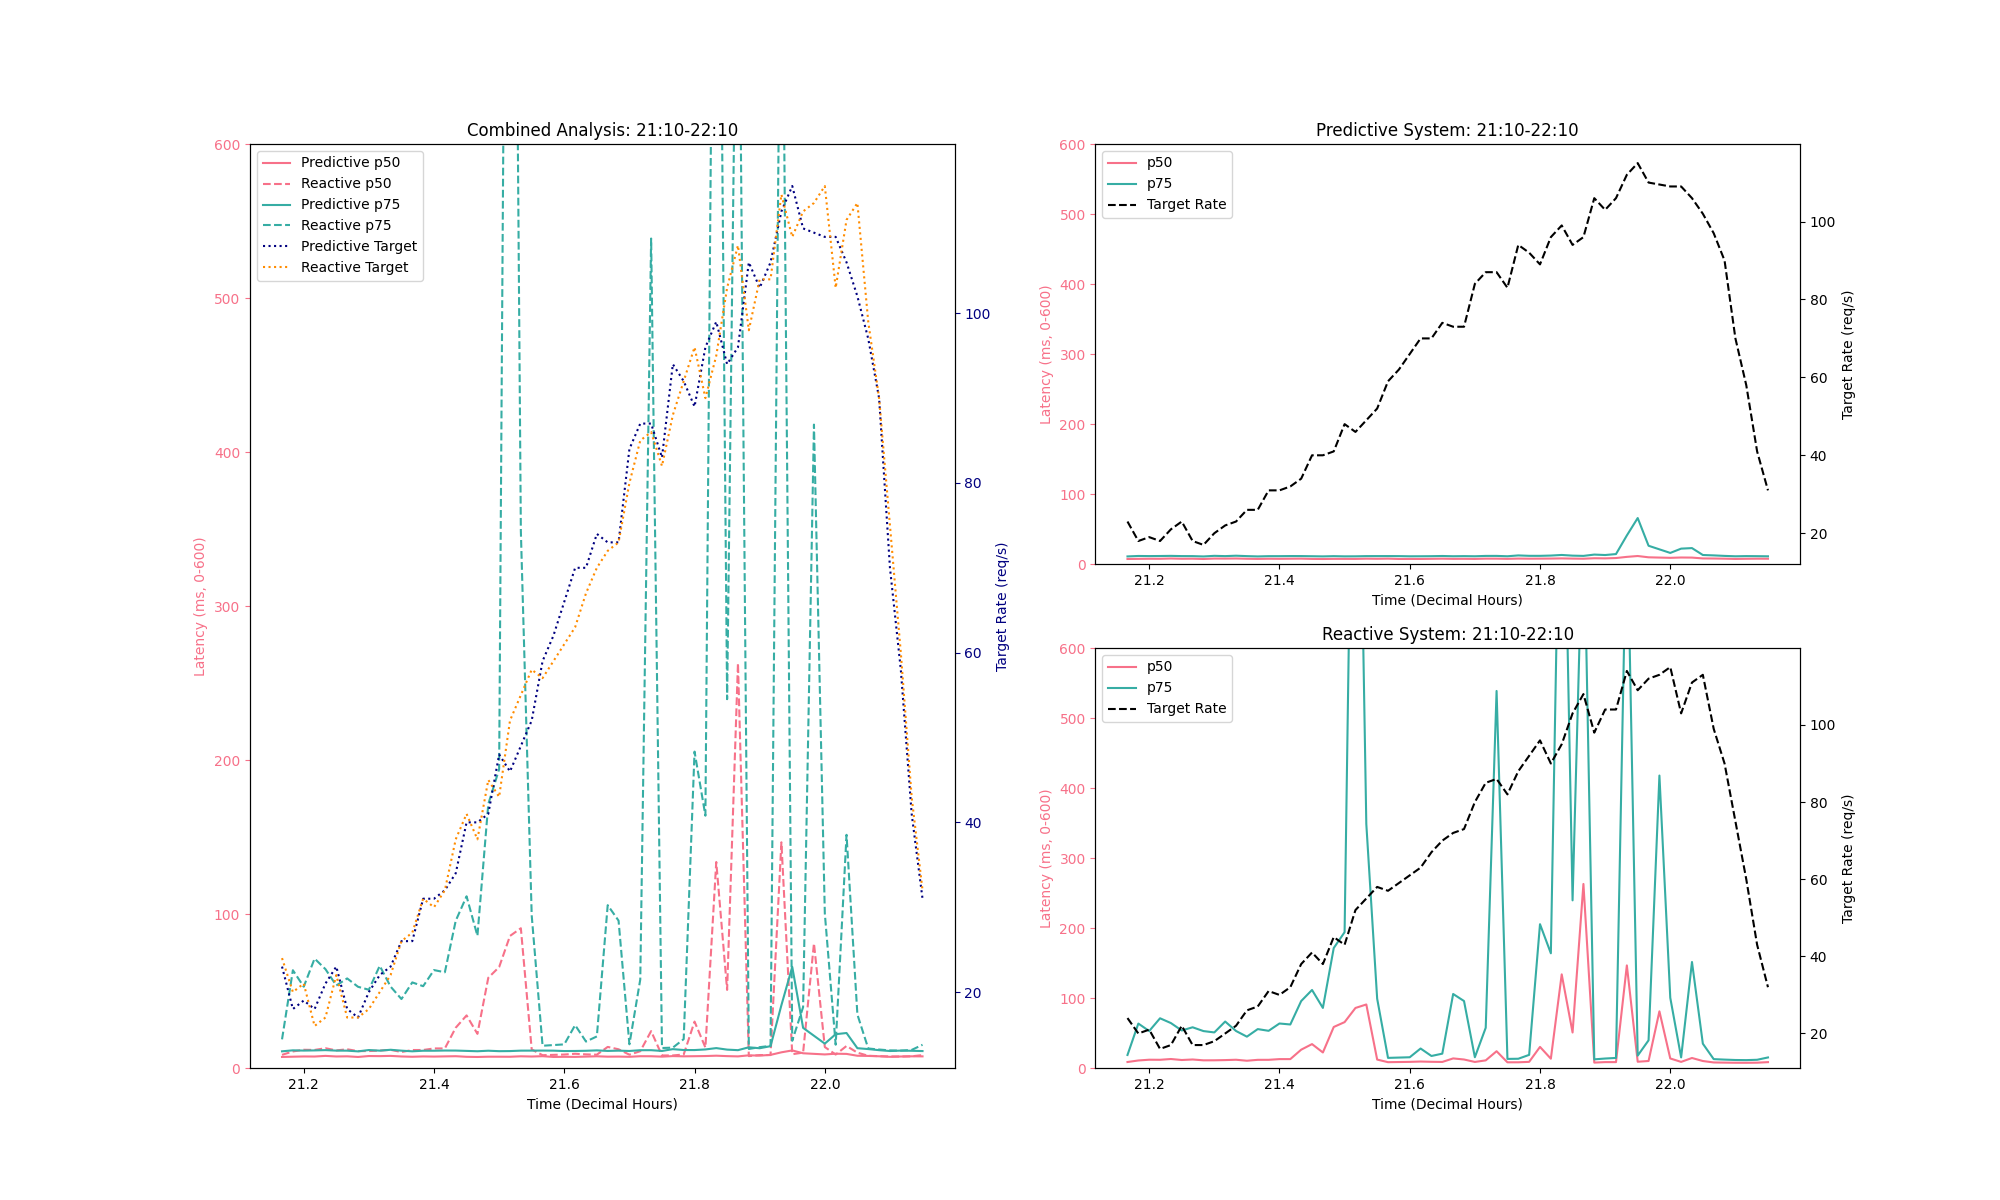 Combined Analysis: 21:10-22:10
Predictive p50
Reactive p50
Predictive p75
Reactive p75
Predictive Target
Reactive Target
600
500
400
300
200
100
0
Latency (ms, 0-600)
21.2 21.4 21.6 21.8 22.0
Time (Decimal Hours)
100
80
60
40
20
Target Rate (req/s)
Predictive System: 21:10-22:10
p50
p75
Target Rate
600
500
400
300
200
100
0
Latency (ms, 0-600)
21.2 21.4 21.6 21.8 22.0
Time (Decimal Hours)
100
80
60
40
20
Target Rate (req/s)
Reactive System: 21:10-22:10
p50
p75
Target Rate
600
500
400
300
200
100
0
Latency (ms, 0-600)
21.2 21.4 21.6 21.8 22.0
Time (Decimal Hours)
100
80
60
40
20
Target Rate (req/s)